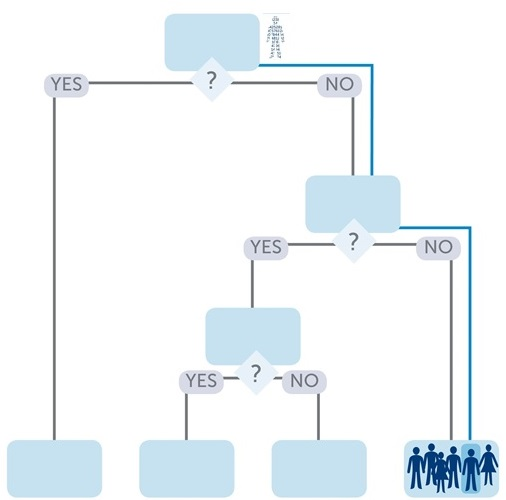 ?
YES
NO
?
YES
NO
?
YES
NO